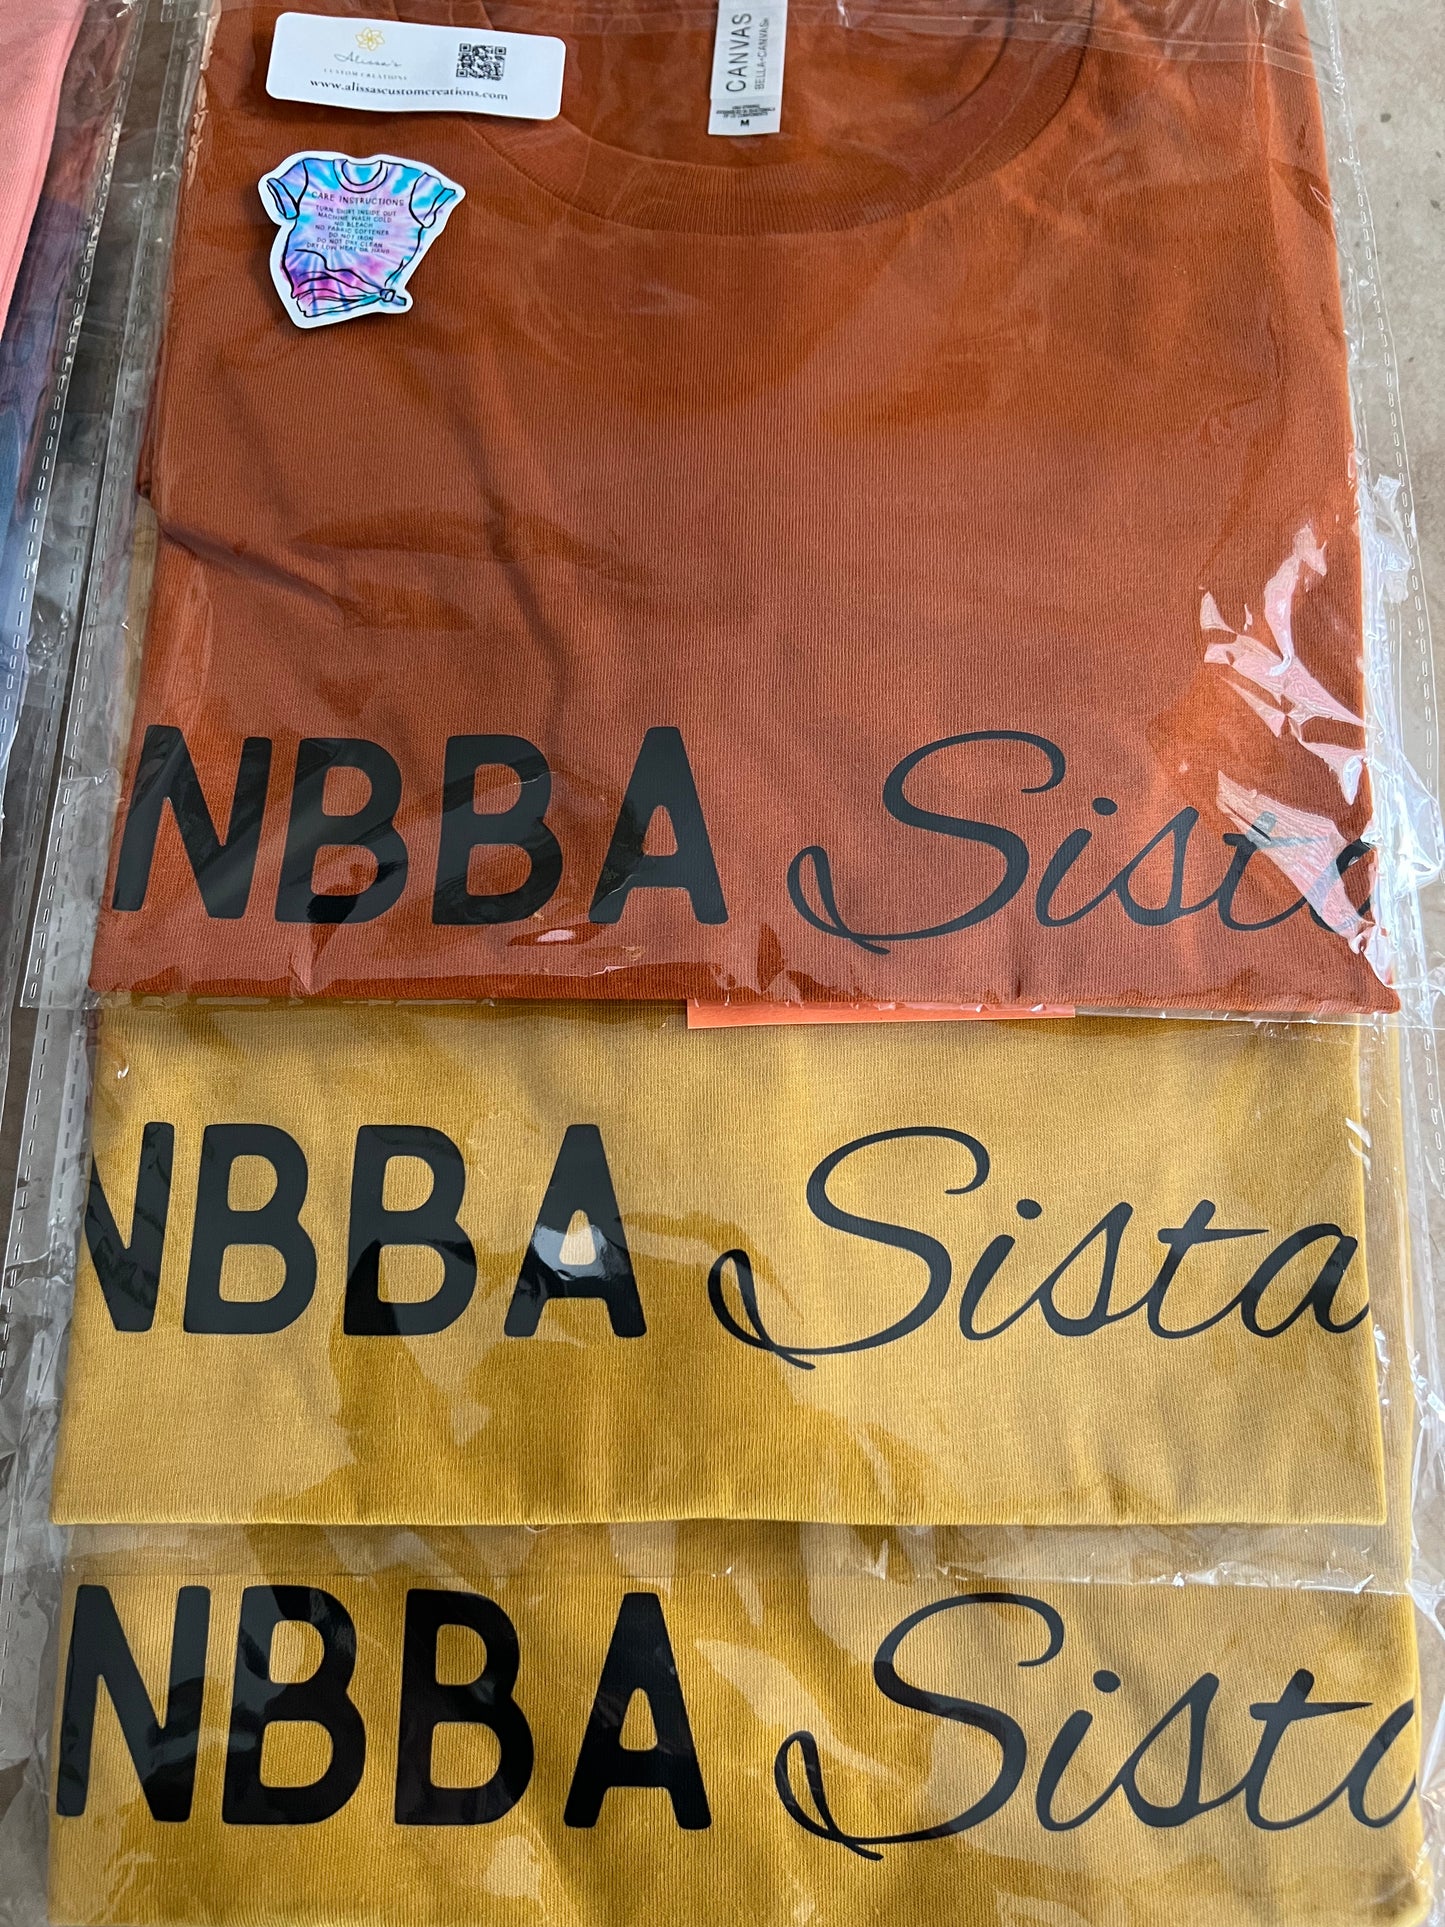 Alissa's
CUSTOM CREATIONS
www.alissascustomcreations.com
CANVAS
BELLA+CANVAS®
M
CARE INSTRUCTIONS
TURN SHIRT INSIDE OUT
MACHINE WASH COLD
NO BLEACH
NO FABRIC SOFTENER
DO NOT IRON
DO NOT DRY CLEAN
DRY LOW HEAT OR HANG
NBBA Sista
NBBA Sista
NBBA Sista